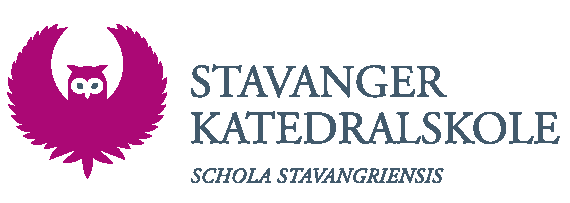 STAVANGER
KATEDRALSKOLE
SCHOLA STAVANGRIENSIS